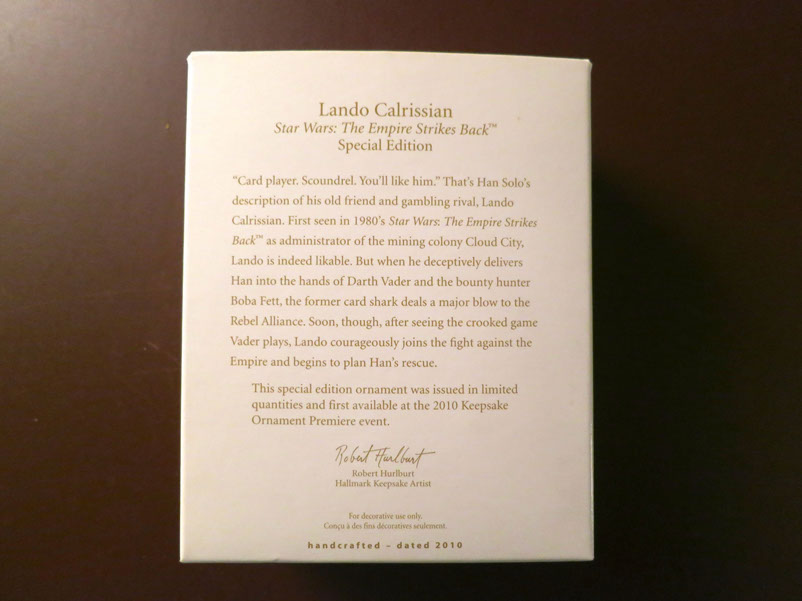 Lando Calrissian
Star Wars: The Empire Strikes Back™
Special Edition
“Card player. Scoundrel. You’ll like him.” That’s Han Solo’s
description of his old friend and gambling rival, Lando
Calrissian. First seen in 1980’s Star Wars: The Empire Strikes
Back™ as administrator of the mining colony Cloud City,
Lando is indeed likable. But when he deceptively delivers
Han into the hands of Darth Vader and the bounty hunter
Boba Fett, the former card shark deals a major blow to the
Rebel Alliance. Soon, though, after seeing the crooked game
Vader plays, Lando courageously joins the fight against the
Empire and begins to plan Han’s rescue.
This special edition ornament was issued in limited
quantities and first available at the 2010 Keepsake
Ornament Premiere event.
Robert Hurlburt
Robert Hurlburt
Hallmark Keepsake Artist
For decorative use only.
Conçu à des fins décoratives seulement.
handcrafted – dated 2010